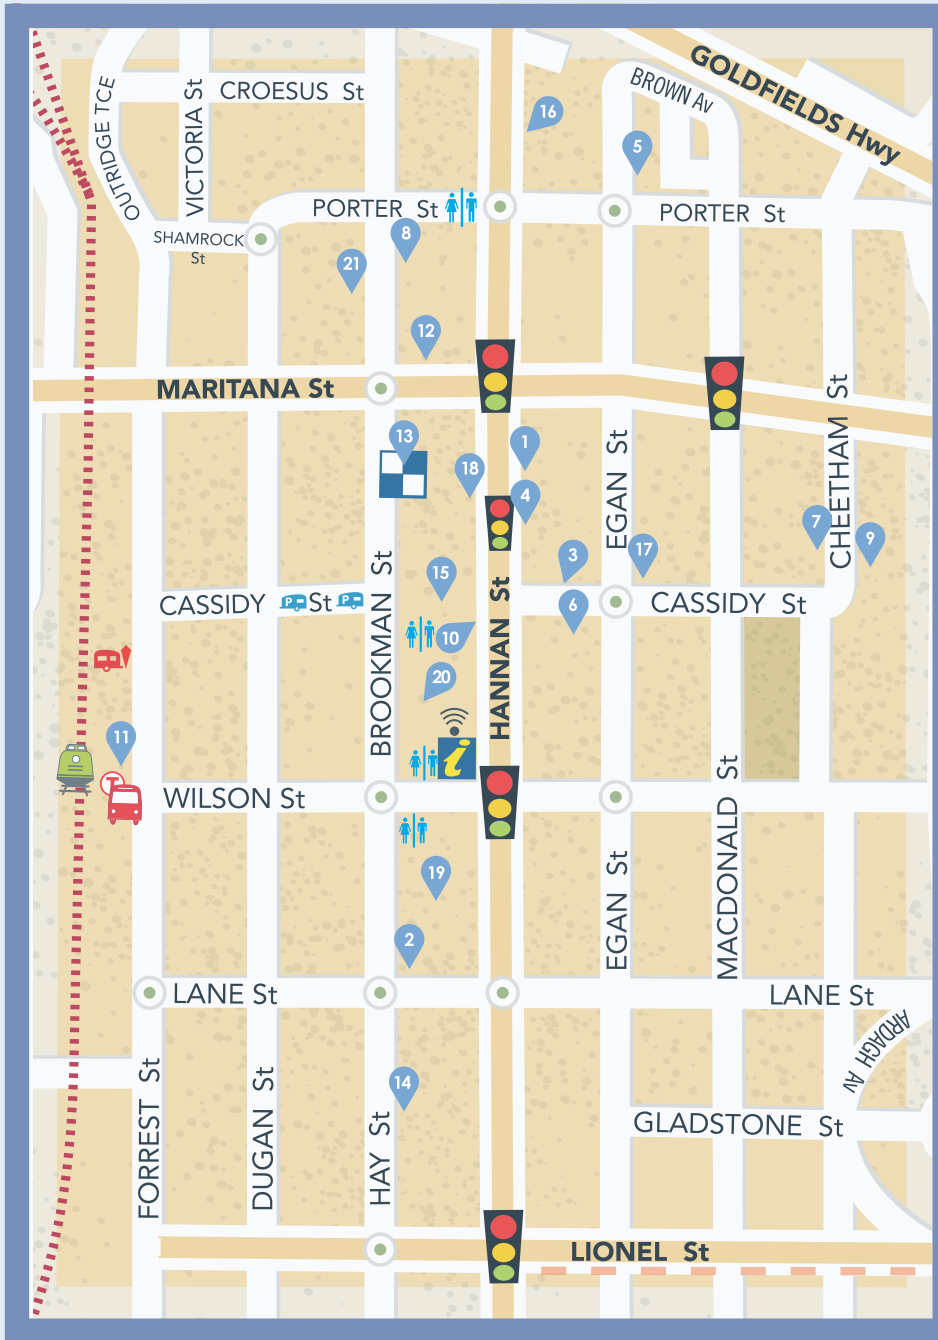 GOLDFIELDS Hwy
BROWN Av
OUTRIDGE TCE
VICTORIA St
CROESUS St
16
5
PORTER St
PORTER St
SHAMROCK
St
8
21
12
MARITANA St
CHEETHAM St
13
1
18
4
EGAN St
7
9
3
17
15
BROOKMAN St
HANNAN St
CASSIDY
P
St
P
6
CASSIDY St
10
20
11
i
T
WILSON St
MACDONALD St
EGAN St
19
2
LANE St
LANE St
ARDAGH AV
14
FORREST St
DUGAN St
HAY St
GLADSTONE St
LIONEL St